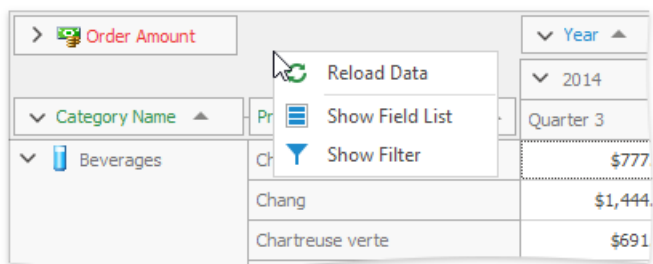 Order Amount
Year
Reload Data
2014
Category Name
Show Field List
Quarter 3
Beverages
Show Filter
$777.
Chang
$1,444.
Chartreuse verte
$691